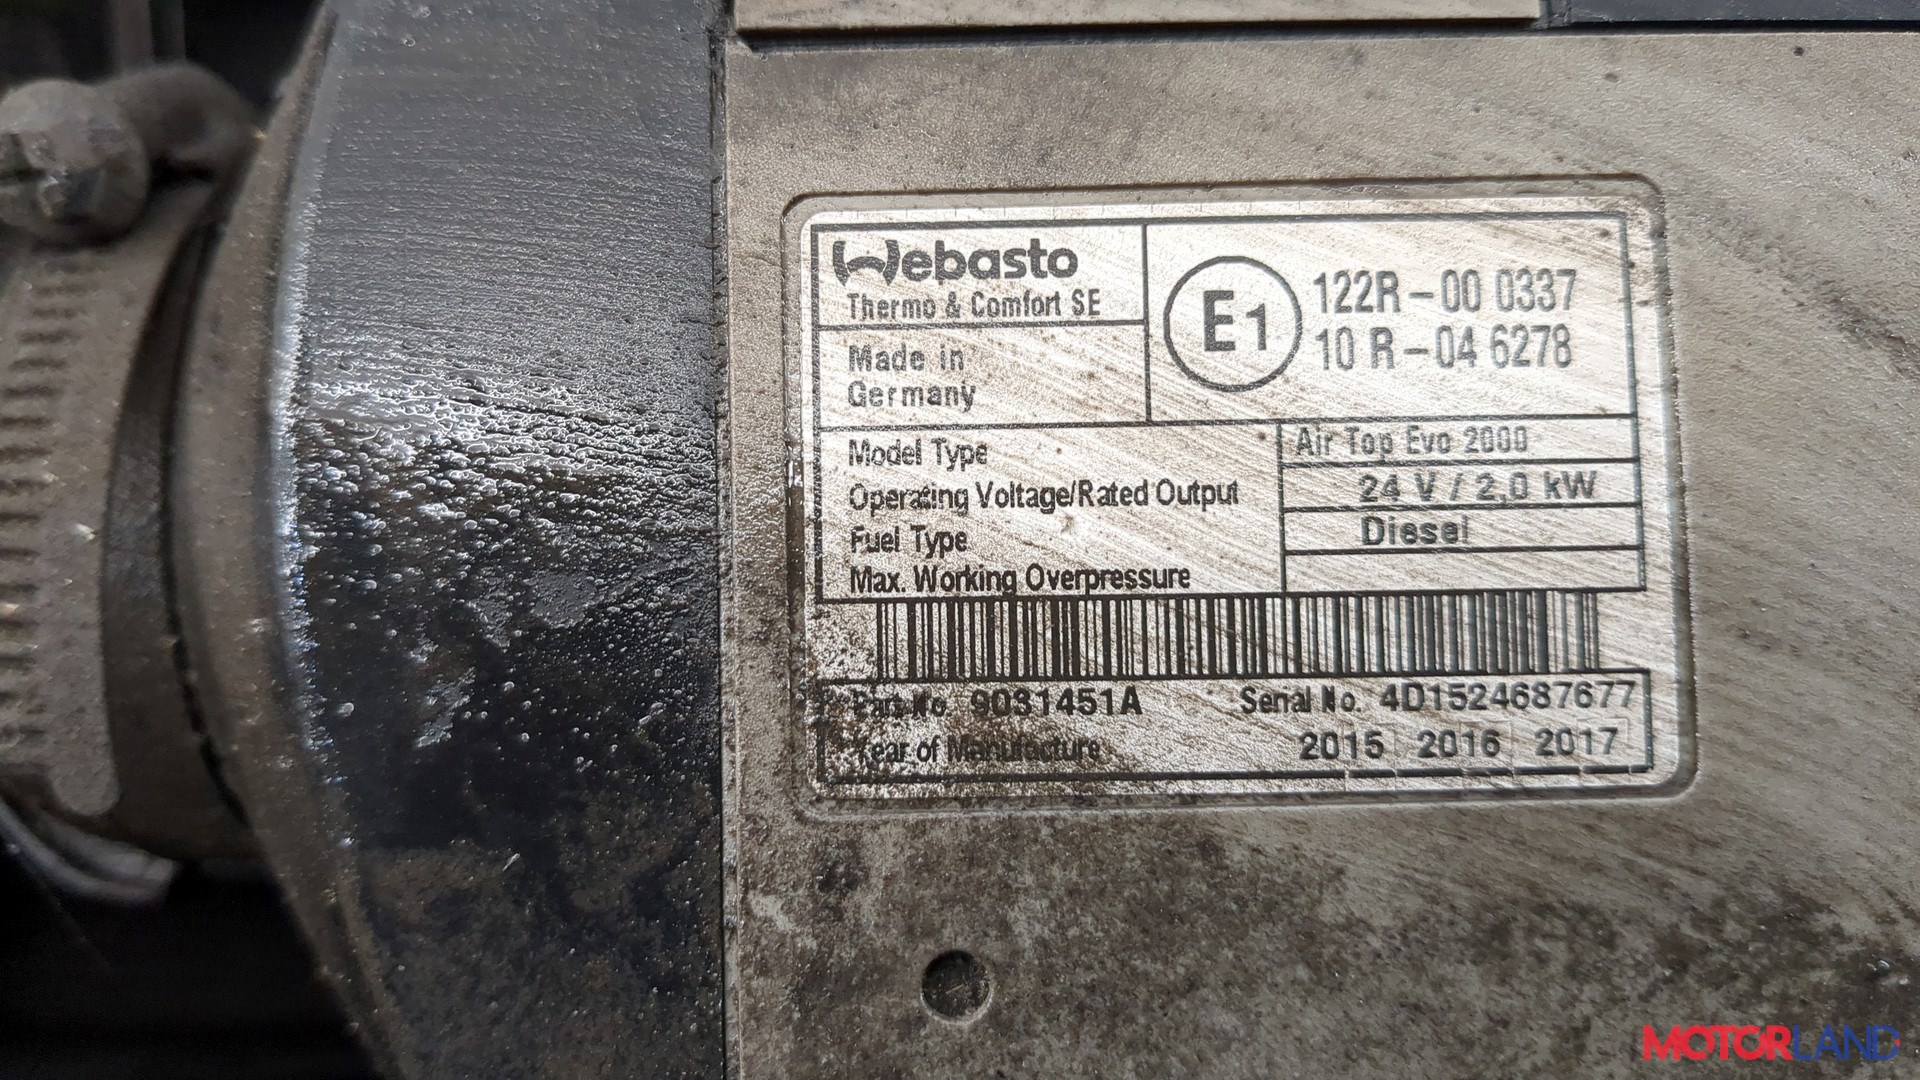 Webasto
Thermo & Comfort SE
Made in
Germany
E1
122R-00 0337
10 R-04 6278
Model Type Air Top Evo 2000
Operating Voltage/Rated Output 24 V / 2,0 kW
Fuel Type Diesel
Max. Working Overpressure
Part No. 9031451A Serial No. 4D1524687677
Year of Manufacture 2015 2016 2017
MOTORLAND